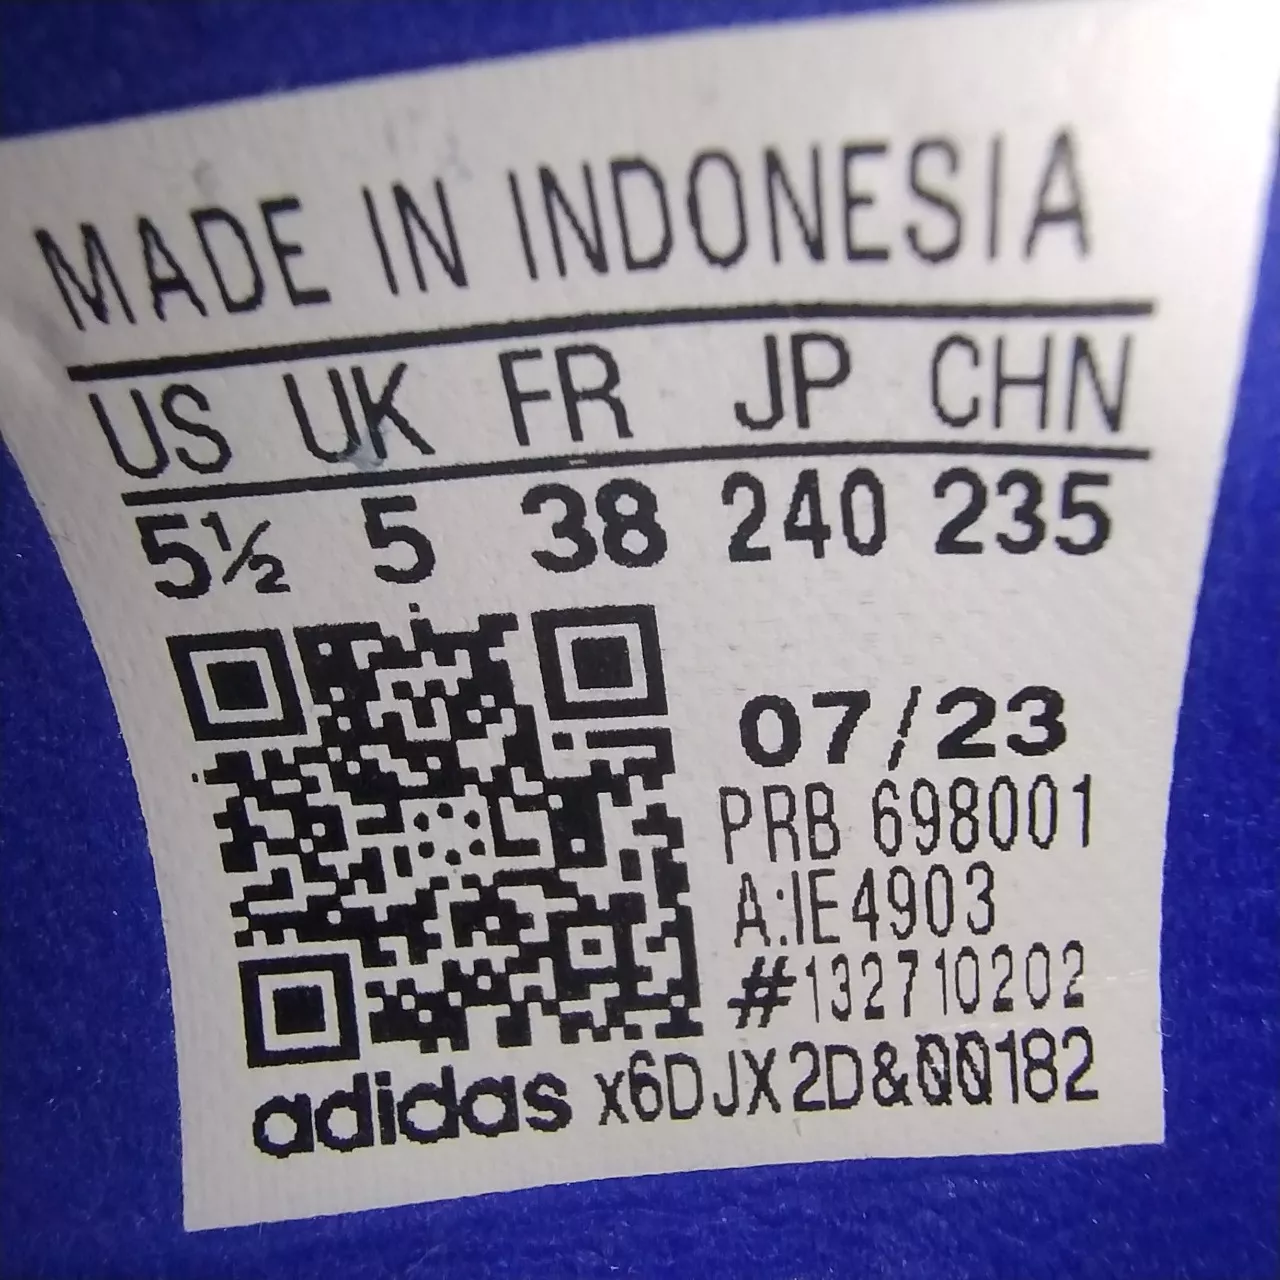 MADE IN INDONESIA
US UK FR JP CHN
5½ 5 38 240 235
07/23
PRB 698001
A:IE4903
#132710202
adidas x6DJX2D&00182